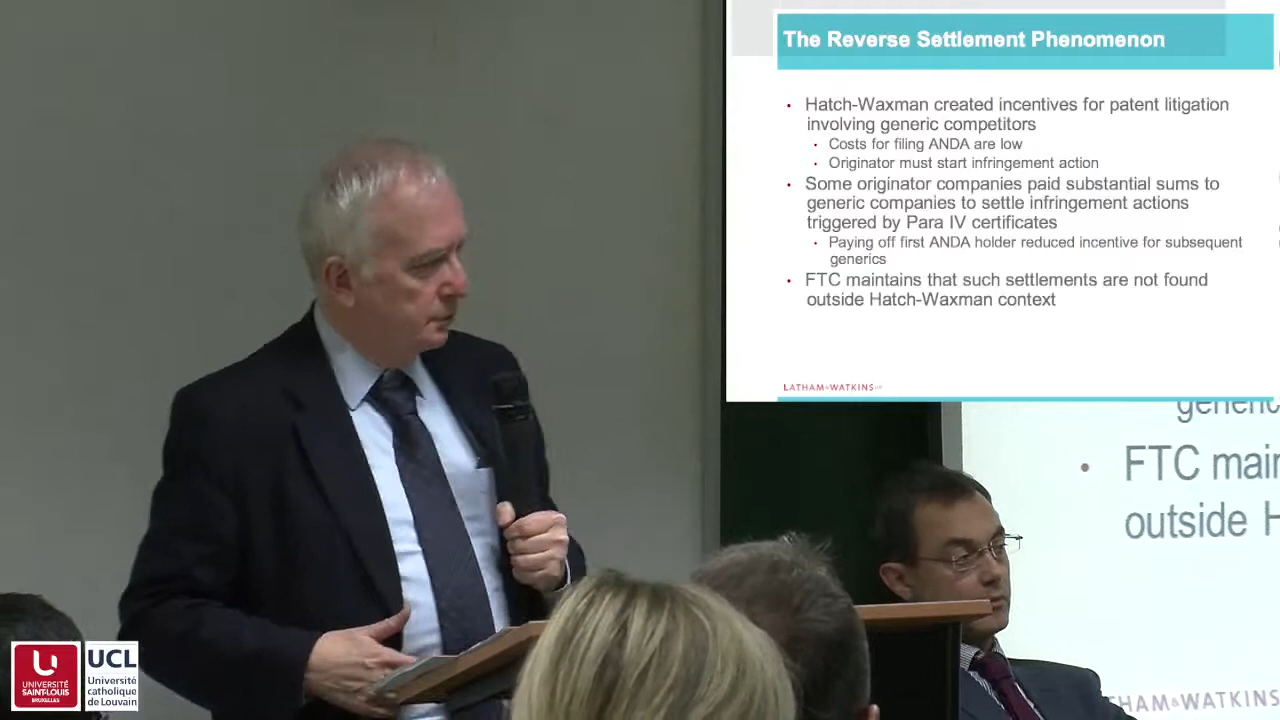 The Reverse Settlement Phenomenon
Hatch-Waxman created incentives for patent litigation
involving generic competitors
Costs for filing ANDA are low
Originator must start infringement action
Some originator companies paid substantial sums to
generic companies to settle infringement actions
triggered by Para IV certificates
Paying off first ANDA holder reduced incentive for subsequent
generics
FTC maintains that such settlements are not found
outside Hatch-Waxman context
LATHAM&WATKINS LLP
generic
FTC main
outside H
THAM&WATKINS
UNIVERSITÉ
SAINT-LOUIS
BRUXELLES
UCL
Université
catholique
de Louvain